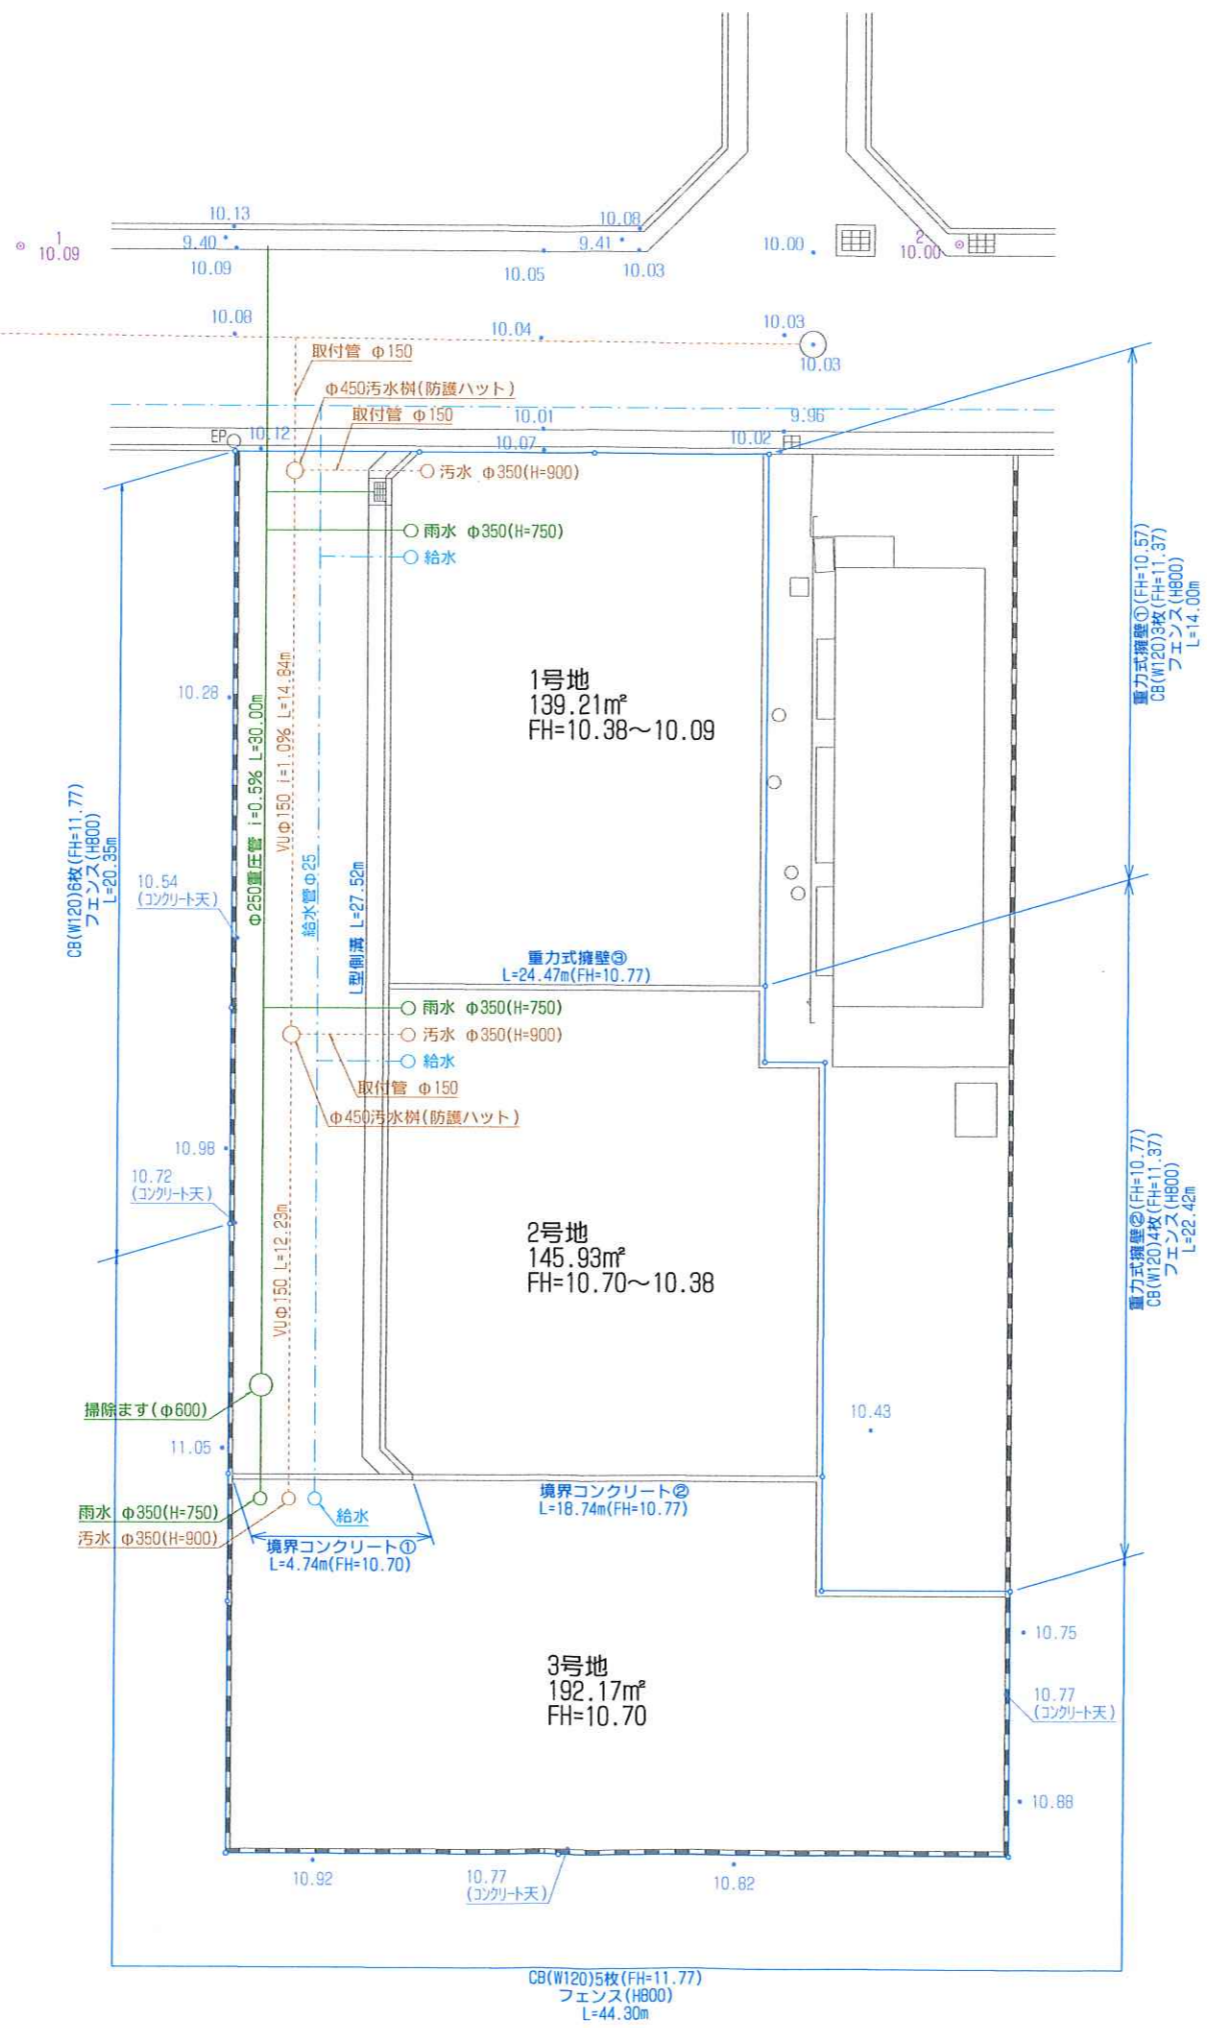 10.13
10.08
1
10.09
9.40
10.09
10.05
9.41
10.03
10.00
2
10.00
10.08
10.04
10.03
10.03
取付管 φ150
φ450汚水桝(防護ハット)
取付管 φ150
10.01
9.96
EP
10.12
10.07
10.02
汚水 φ350(H=900)
雨水 φ350(H=750)
給水
重力式擁壁①(FH=10.57)
CB(W120)3枚(FH=11.37)
フェンス(H800)
L=14.00m
1号地
139.21㎡
FH=10.38～10.09
10.28
φ250重圧管 i=0.5% L=30.00m
VUφ150 i=1.0% L=14.84m
給水管φ25
L型側溝 L=27.52m
CB(W120)6枚(FH=11.77)
フェンス(H800)
L=20.35m
10.54
(コンクリート天)
重力式擁壁③
L=24.47m(FH=10.77)
雨水 φ350(H=750)
汚水 φ350(H=900)
給水
取付管 φ150
φ450汚水桝(防護ハット)
10.98
10.72
(コンクリート天)
VUφ150 L=12.23m
2号地
145.93㎡
FH=10.70～10.38
重力式擁壁②(FH=10.77)
CB(W120)4枚(FH=11.37)
フェンス(H800)
L=22.42m
掃除ます(φ600)
10.43
11.05
雨水 φ350(H=750)
汚水 φ350(H=900)
給水
境界コンクリート②
L=18.74m(FH=10.77)
境界コンクリート①
L=4.74m(FH=10.70)
3号地
192.17㎡
FH=10.70
10.75
10.77
(コンクリート天)
10.88
10.92
10.77
(コンクリート天)
10.82
CB(W120)5枚(FH=11.77)
フェンス(H800)
L=44.30m